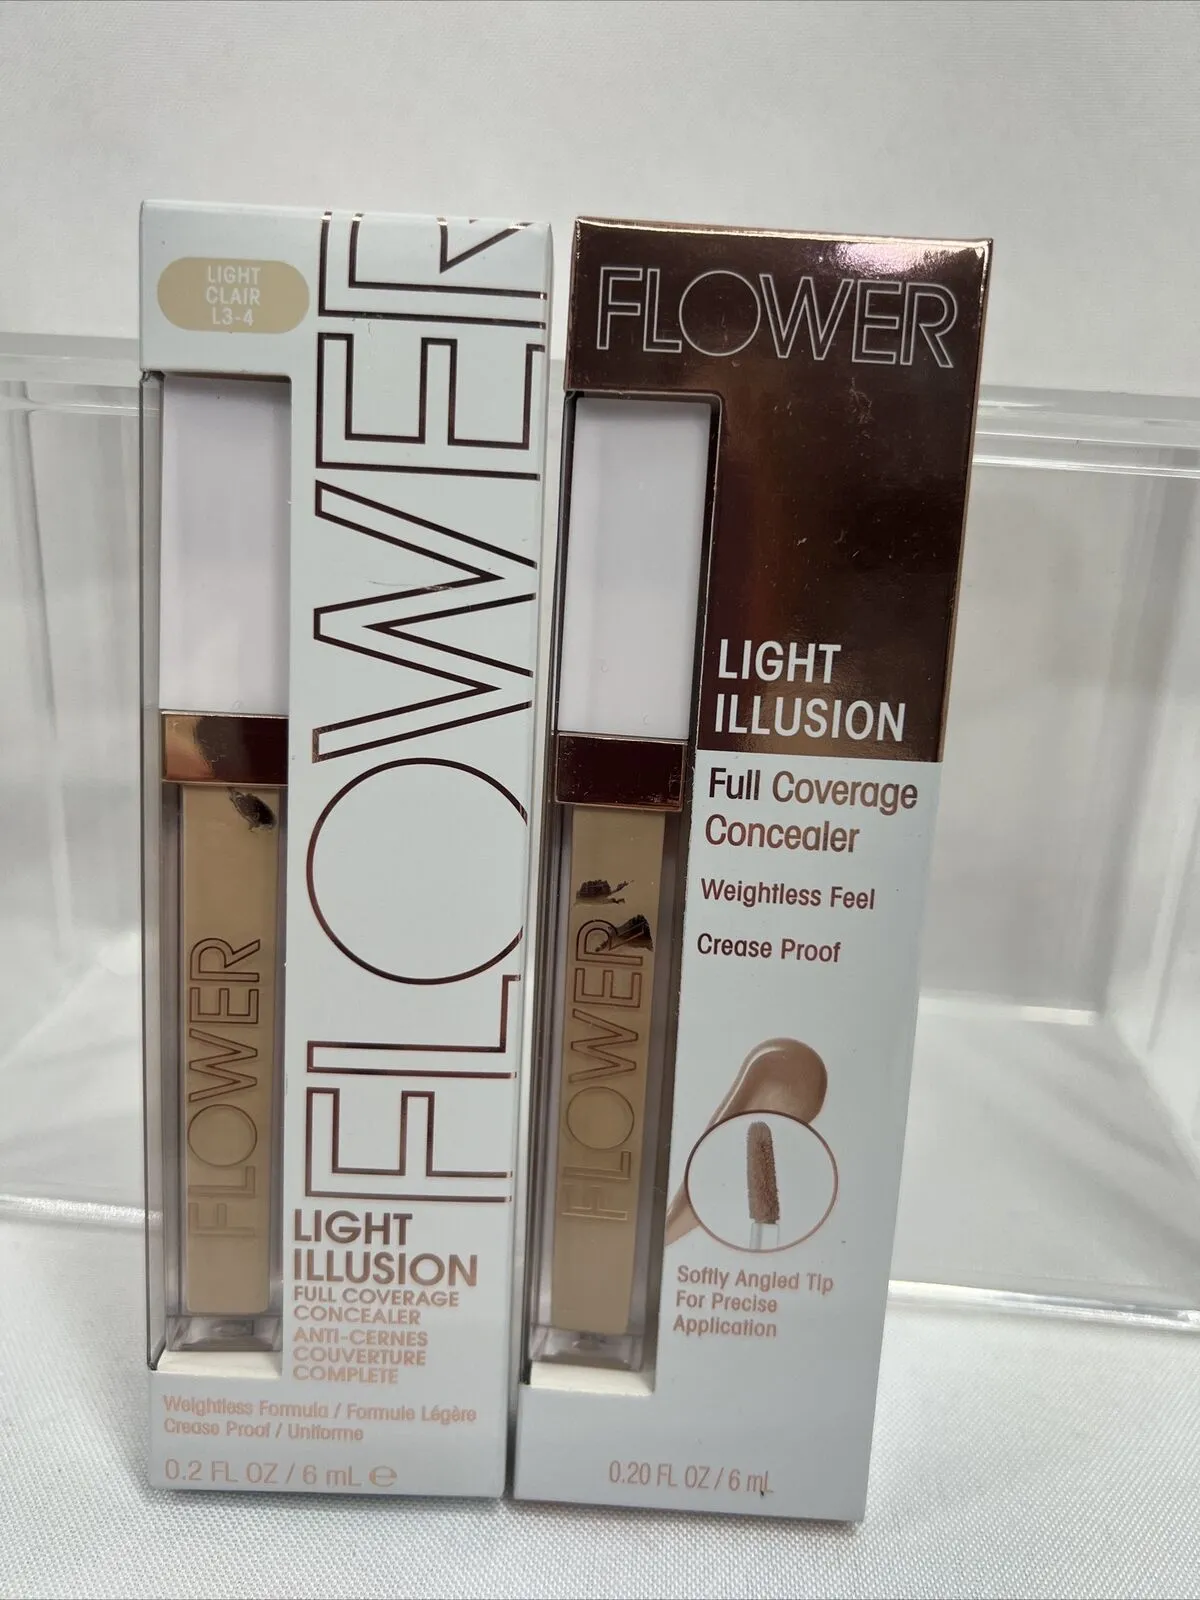 LIGHT
CLAIR
L3-4
FLOWER
FLOWER
LIGHT
ILLUSION
FULL COVERAGE
CONCEALER
ANTI-CERNES
COUVERTURE
COMPLETE
Weightless Formula / Formule Légère
Crease Proof / Uniforme
0.2 FL OZ / 6 mL ℮
FLOWER
LIGHT
ILLUSION
Full Coverage
Concealer
Weightless Feel
Crease Proof
FLOWER
Softly Angled Tip
For Precise
Application
0.20 FL OZ / 6 mL